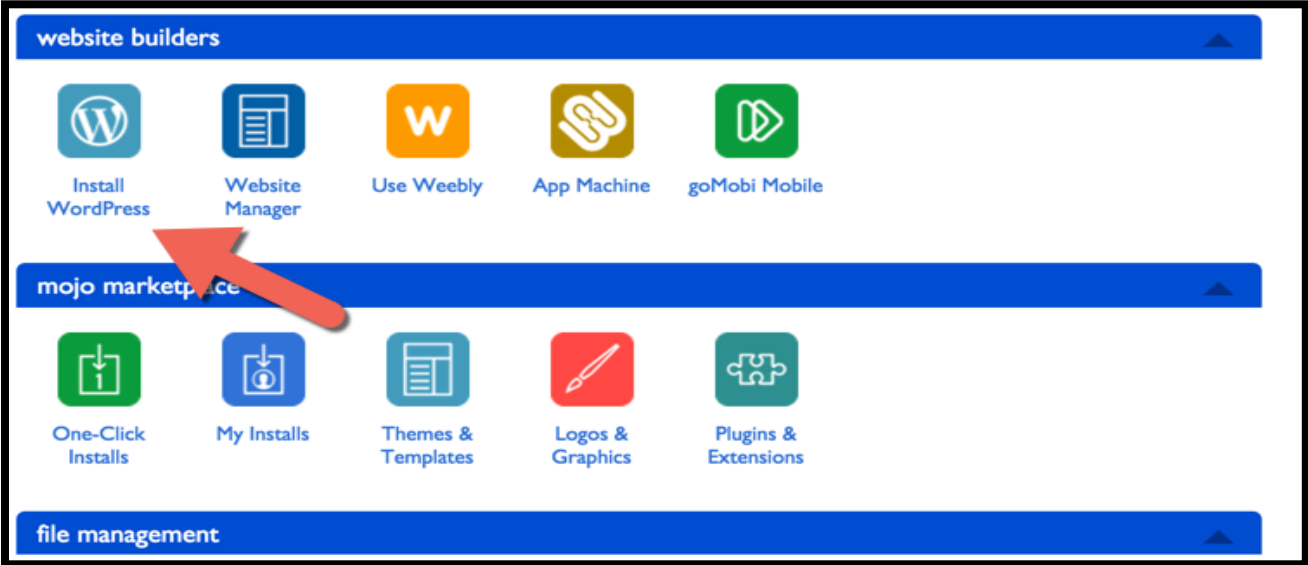 website builders
Install
WordPress
Website
Manager
Use Weebly
App Machine
goMobi Mobile
mojo marketplace
One-Click
Installs
My Installs
Themes &
Templates
Logos &
Graphics
Plugins &
Extensions
file management